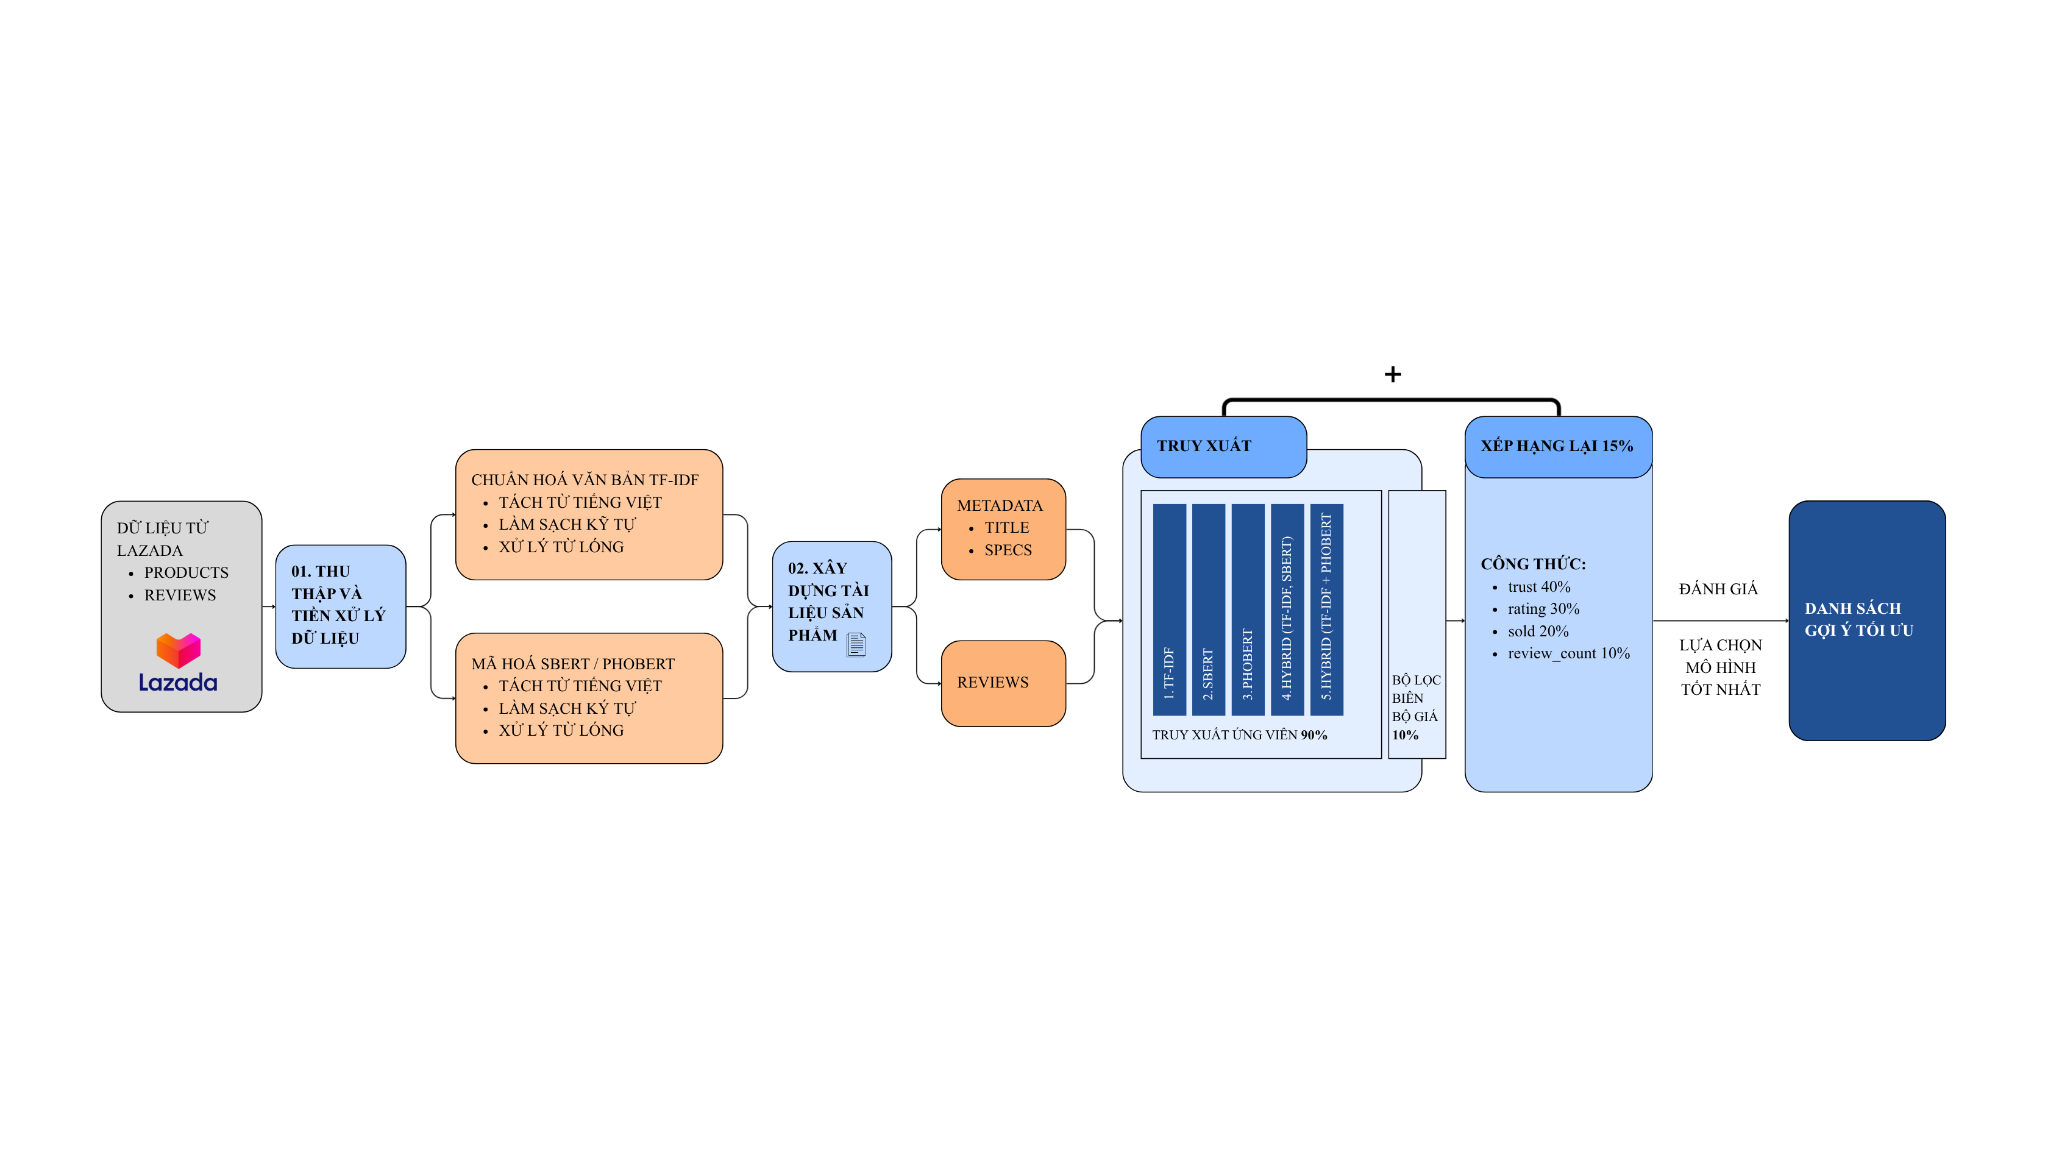 DỮ LIỆU TỪ
LAZADA
• PRODUCTS
• REVIEWS
Lazada
01. THU
THẬP VÀ
TIỀN XỬ LÝ
DỮ LIỆU
CHUẨN HOÁ VĂN BẢN TF-IDF
• TÁCH TỪ TIẾNG VIỆT
• LÀM SẠCH KỸ TỰ
• XỬ LÝ TỪ LÓNG
MÃ HOÁ SBERT / PHOBERT
• TÁCH TỪ TIẾNG VIỆT
• LÀM SẠCH KÝ TỰ
• XỬ LÝ TỪ LÓNG
02. XÂY
DỰNG TÀI
LIỆU SẢN
PHẨM
METADATA
• TITLE
• SPECS
REVIEWS
+
TRUY XUẤT
1. TF-IDF
2. SBERT
3. PHOBERT
4. HYBRID (TF-IDF, SBERT)
5. HYBRID (TF-IDF + PHOBERT
TRUY XUẤT ỨNG VIÊN 90%
BỘ LỌC
BIÊN
BỘ GIÁ
10%
XẾP HẠNG LẠI 15%
CÔNG THỨC:
• trust 40%
• rating 30%
• sold 20%
• review_count 10%
ĐÁNH GIÁ
LỰA CHỌN
MÔ HÌNH
TỐT NHẤT
DANH SÁCH
GỢI Ý TỐI ƯU